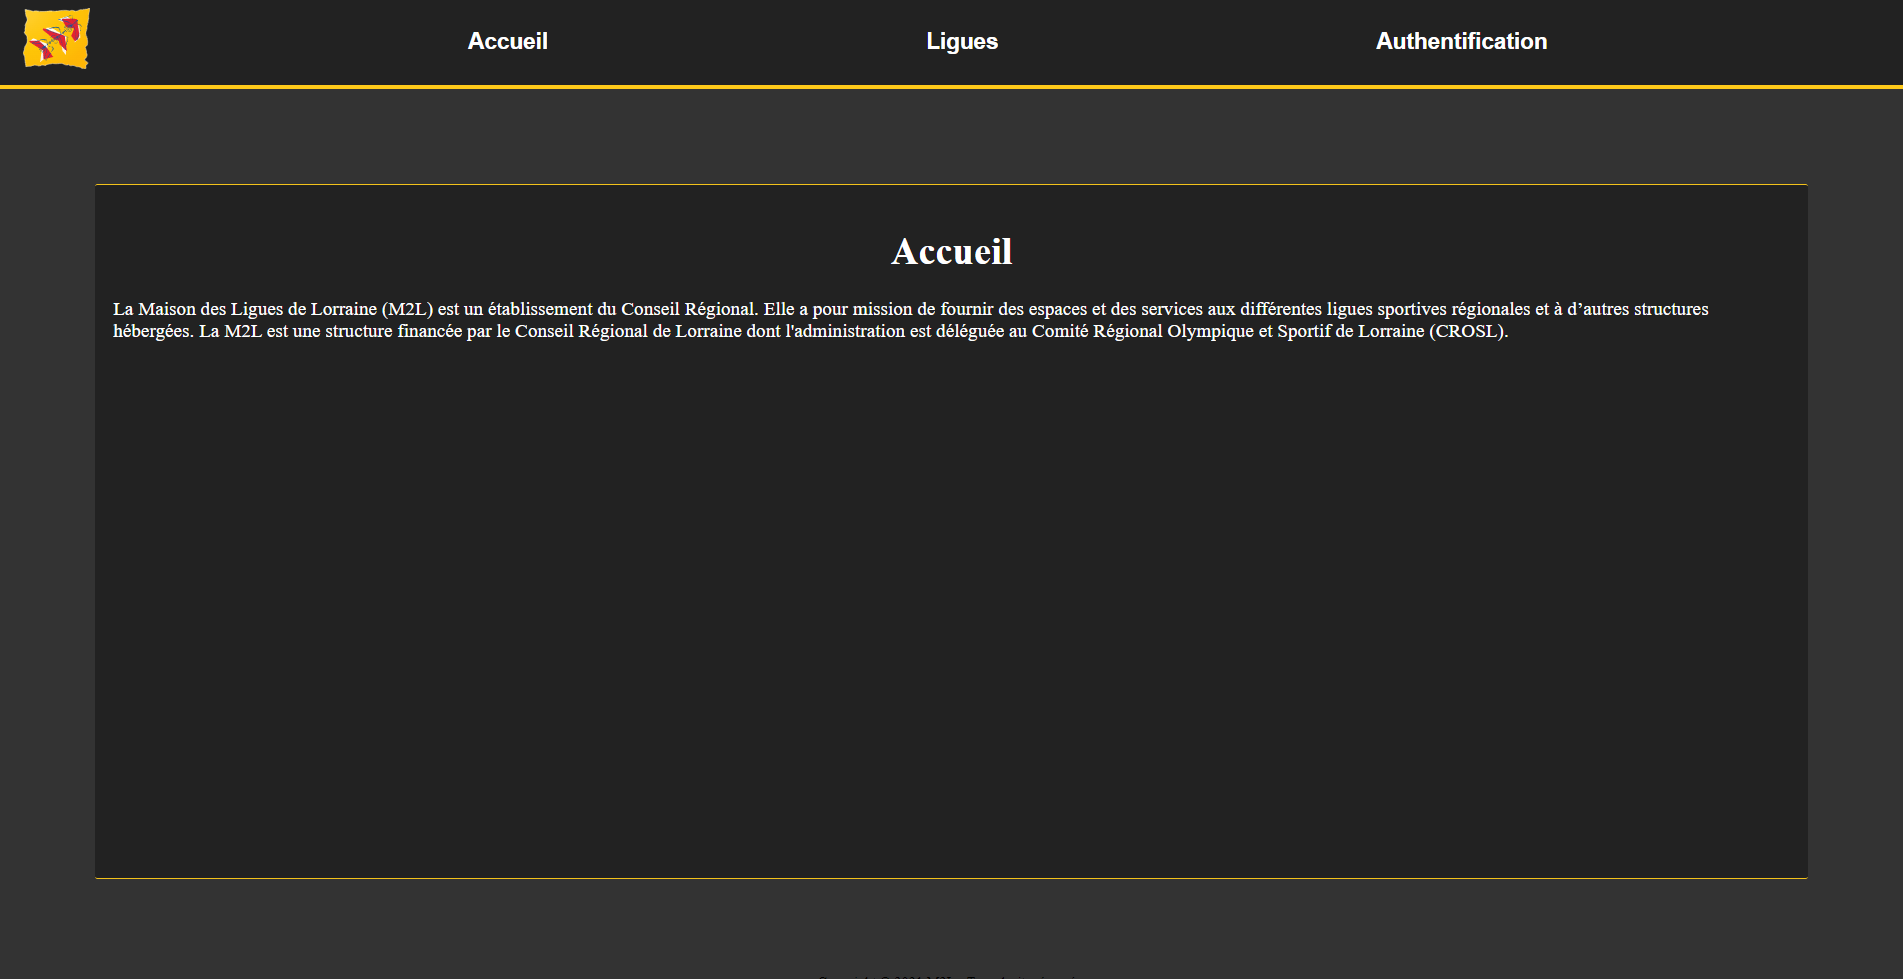 Accueil
Ligues
Authentification
Accueil
La Maison des Ligues de Lorraine (M2L) est un établissement du Conseil Régional. Elle a pour mission de fournir des espaces et des services aux différentes ligues sportives régionales et à d’autres structures
hébergées. La M2L est une structure financée par le Conseil Régional de Lorraine dont l'administration est déléguée au Comité Régional Olympique et Sportif de Lorraine (CROSL).